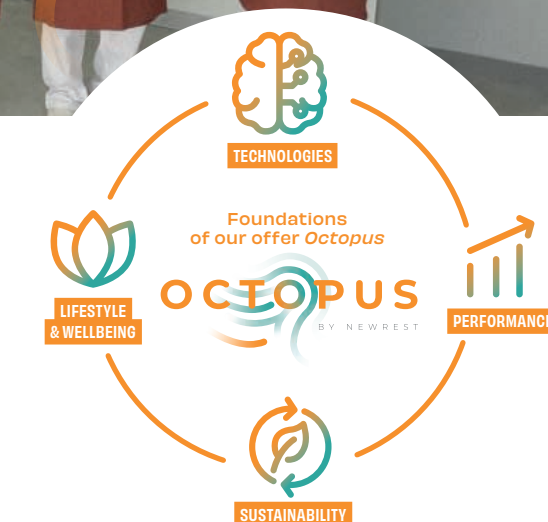 TECHNOLOGIES
Foundations
of our offer Octopus
OCTOPUS
BY NEWREST
LIFESTYLE
& WELLBEING
PERFORMANCE
SUSTAINABILITY